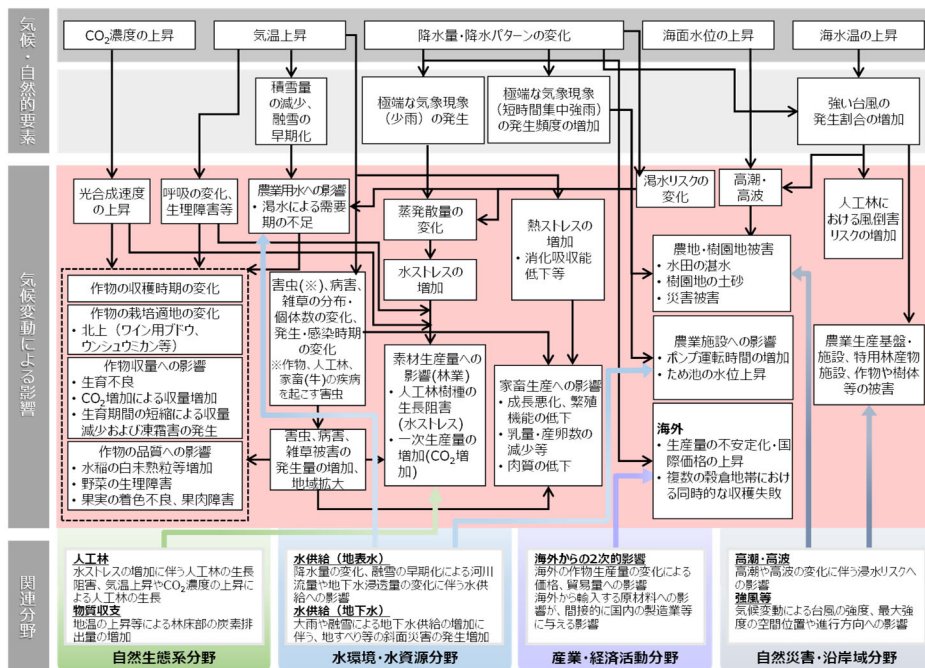 気候・自然的要素
CO2濃度の上昇
気温上昇
降水量・降水パターンの変化
海面水位の上昇
海水温の上昇
積雪量
の減少、
融雪の
早期化
極端な気象現象
（少雨）の発生
極端な気象現象
（短時間集中強雨）
の発生頻度の増加
強い台風の
発生割合の増加
気候変動による影響
光合成速度
の上昇
呼吸の変化、
生理障害等
農業用水への影響
・渇水による需要
期の不足
蒸発散量の
変化
熱ストレスの
増加
・消化吸収能
低下等
渇水リスクの
変化
高潮・
高波
人工林に
おける風倒害
リスクの増加
水ストレスの
増加
農地・樹園地被害
・水田の湛水
・樹園地の土砂
・災害被害
作物の収穫時期の変化
作物の栽培適地の変化
・北上（ワイン用ブドウ、
ウンシュウミカン等）
作物収量への影響
・生育不良
・CO2増加による収量増加
・生育期間の短縮による収量
減少および凍霜害の発生
作物の品質への影響
・水稲の白未熟粒等増加
・野菜の生理障害
・果実の着色不良、果肉障害
害虫(※)、病害、
雑草の分布・
個体数の変化、
発生・感染時期の
変化
※作物、人工林、
家畜(牛)の疾病
を起こす害虫
害虫、病害、
雑草被害の
発生量の増加、
地域拡大
素材生産量への
影響(林業)
・人工林樹種の
生長阻害
(水ストレス)
・一次生産量の
増加(CO2増
加)
家畜生産への影響
・成長悪化、繁殖
機能の低下
・乳量・産卵数の
減少等
・肉質の低下
農業施設への影響
・ポンプ運転時間の増加
・ため池の水位上昇
海外
・生産量の不安定化・国
際価格の上昇
・複数の穀倉地帯における
同時的な収穫失敗
農業生産基盤・
施設、特用林産物
施設、作物や樹体
等の被害
関連分野
人工林
水ストレスの増加に伴う人工林の生長
阻害、気温上昇やCO2濃度の上昇に
よる人工林の生長
物質収支
地温の上昇等による林床部の炭素排
出量の増加
自然生態系分野
水供給（地表水）
降水量の変化、融雪の早期化による河川
流量や地下水浸透量の変化に伴う水供
給への影響
水供給（地下水）
大雨や融雪による地下水供給の増加に
伴う、地すべり等の斜面災害の発生増加
水環境・水資源分野
海外からの2次的影響
海外の作物生産量の変化による
価格、貿易量への影響
海外から輸入する原材料への影
響が、間接的に国内の製造業等
に与える影響
産業・経済活動分野
高潮・高波
高潮や高波の変化に伴う浸水リスクへ
の影響
強風等
気候変動による台風の強度、最大強
度の空間位置や進行方向への影響
自然災害・沿岸域分野